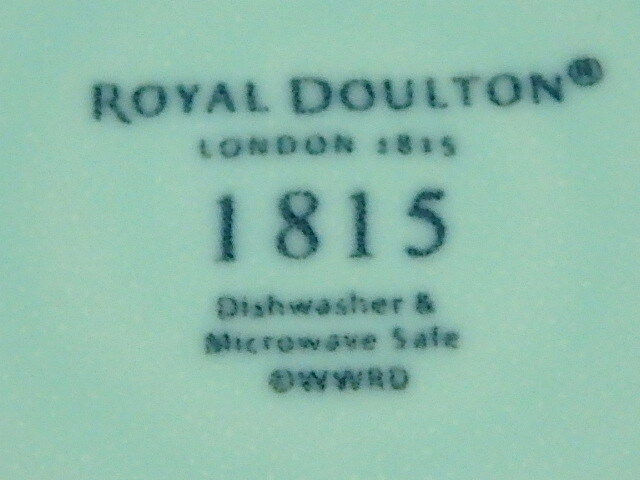 ROYAL DOULTON®
LONDON 1815
1815
Dishwasher &
Microwave Safe
©WWRD